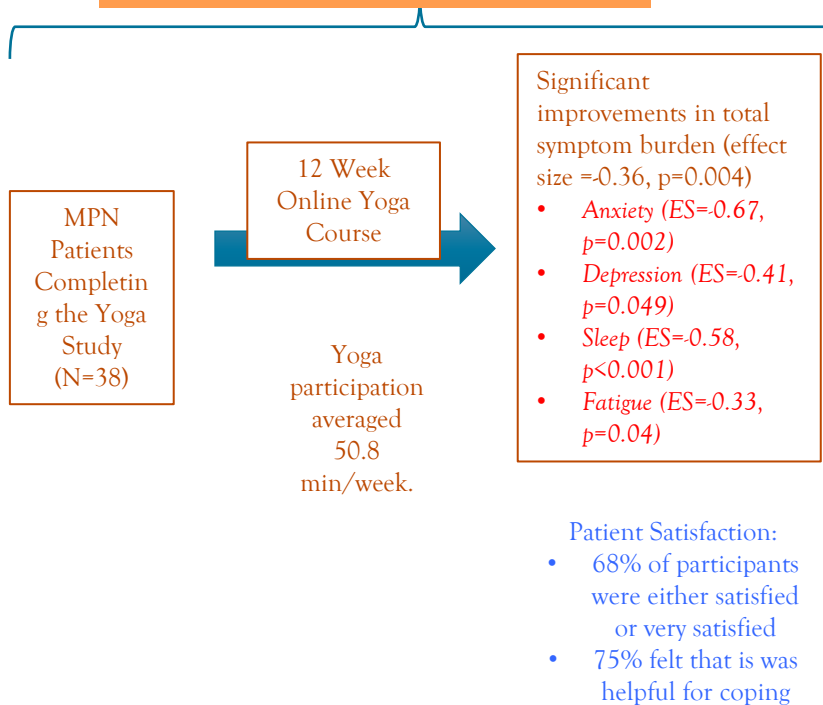 MPN
Patients
Completin
g the Yoga
Study
(N=38)
12 Week
Online Yoga
Course
Yoga
participation
averaged
50.8
min/week.
Significant
improvements in total
symptom burden (effect
size =-0.36, p=0.004)
• Anxiety (ES=-0.67,
p=0.002)
• Depression (ES=-0.41,
p=0.049)
• Sleep (ES=-0.58,
p<0.001)
• Fatigue (ES=-0.33,
p=0.04)
Patient Satisfaction:
• 68% of participants
were either satisfied
or very satisfied
• 75% felt that is was
helpful for coping